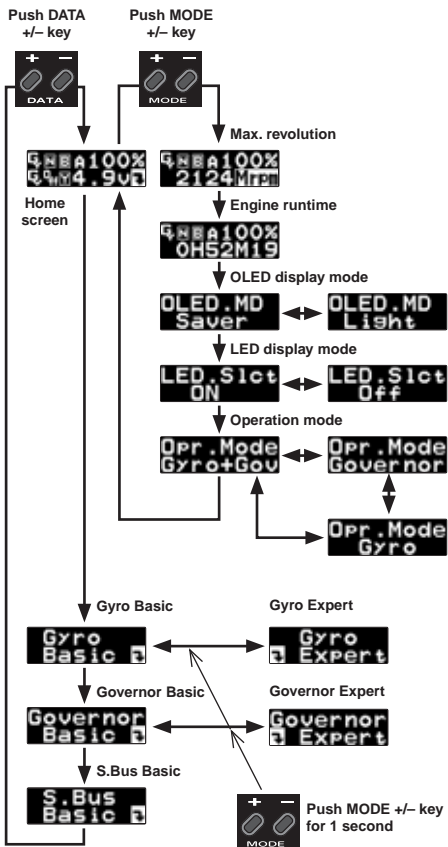 Push DATA
+/– key
Push MODE
+/– key
+ –
DATA
+ –
MODE
Max. revolution
A100%
4.9v
Home
screen
A100%
2124Mrpm
Engine runtime
A100%
0H52M19
OLED display mode
OLED.MD
Saver
OLED.MD
Light
LED display mode
LED.Slct
ON
LED.Slct
Off
Operation mode
Opr.Mode
Gyro+Gov
Opr.Mode
Governor
Opr.Mode
Gyro
Gyro Basic
Gyro Expert
Gyro
Basic
Gyro
Expert
Governor Basic
Governor Expert
Governor
Basic
Governor
Expert
S.Bus Basic
S.Bus
Basic
+ –
MODE
Push MODE +/– key
for 1 second